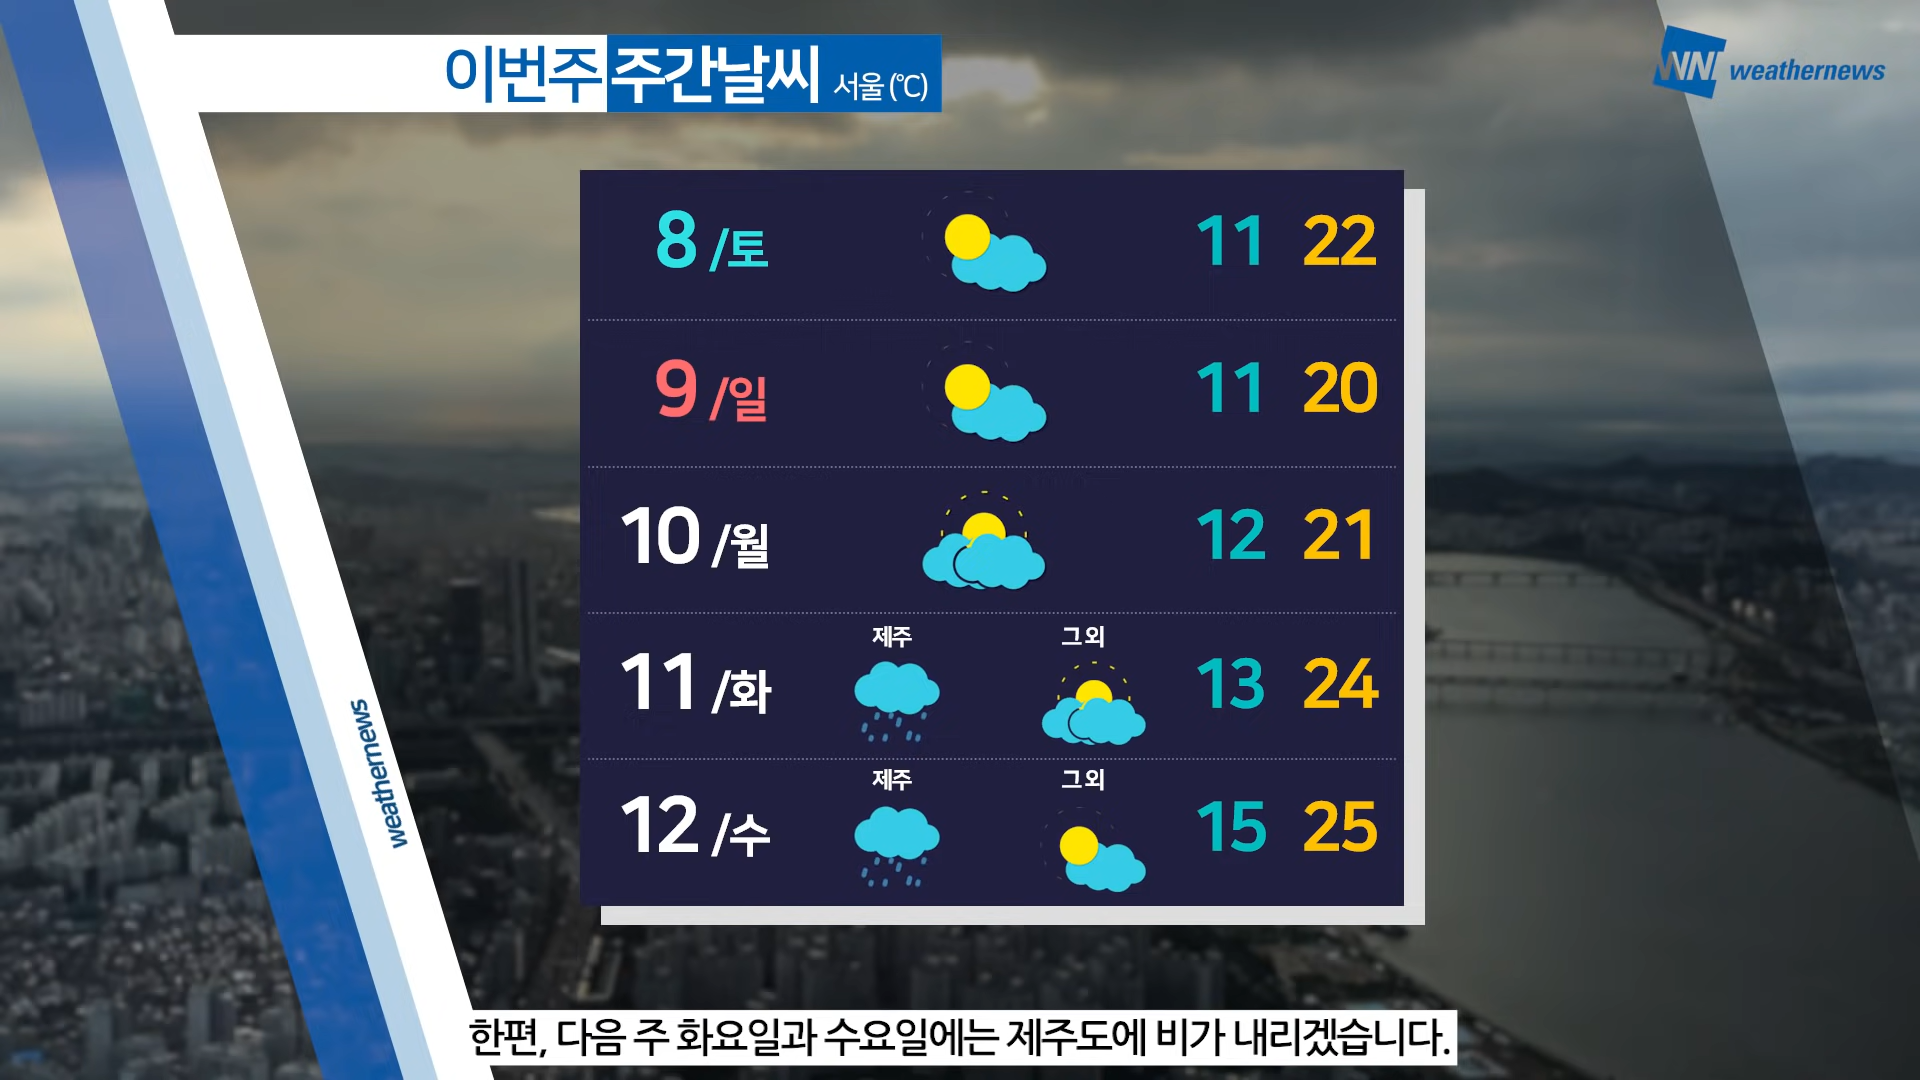 이번주 주간날씨 서울 (℃)
weathernews
8 /토 11 22
9 /일 11 20
10 /월 12 21
제주 그 외
11 /화 13 24
제주 그 외
12 /수 15 25
weathernews
한편, 다음 주 화요일과 수요일에는 제주도에 비가 내리겠습니다.